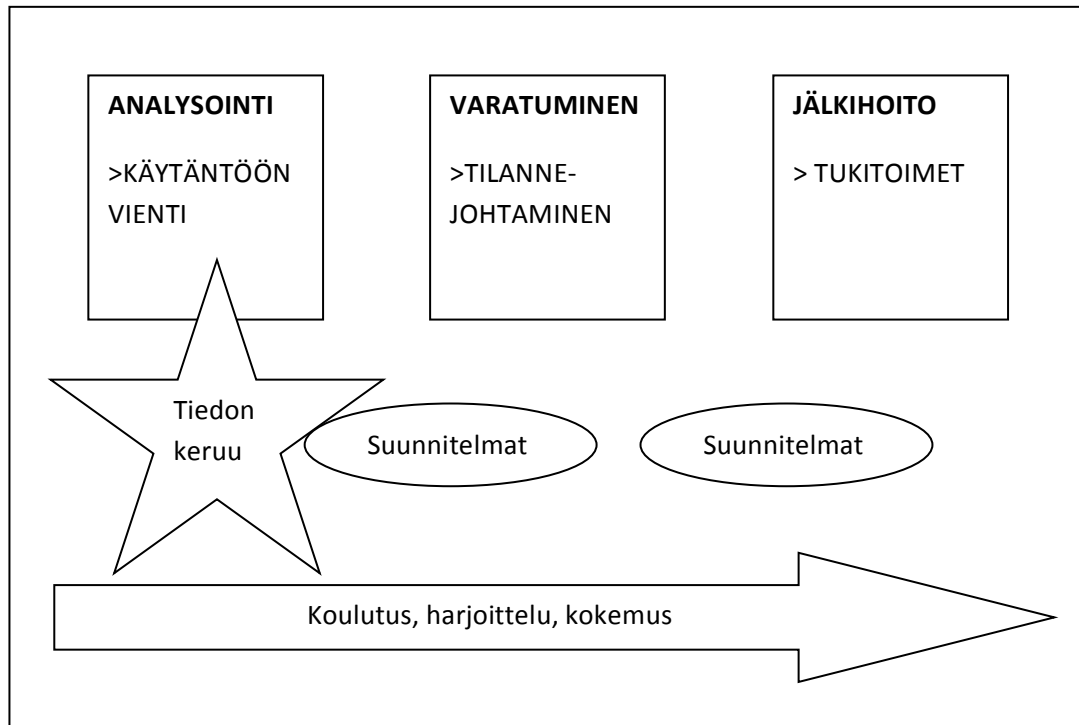 ANALYSOINTI
>KÄYTÄNTÖÖN
VIENTI
VARATUMINEN
>TILANNE-
JOHTAMINEN
JÄLKIHOITO
> TUKITOIMET
Tiedon
keruu
Suunnitelmat
Suunnitelmat
Koulutus, harjoittelu, kokemus